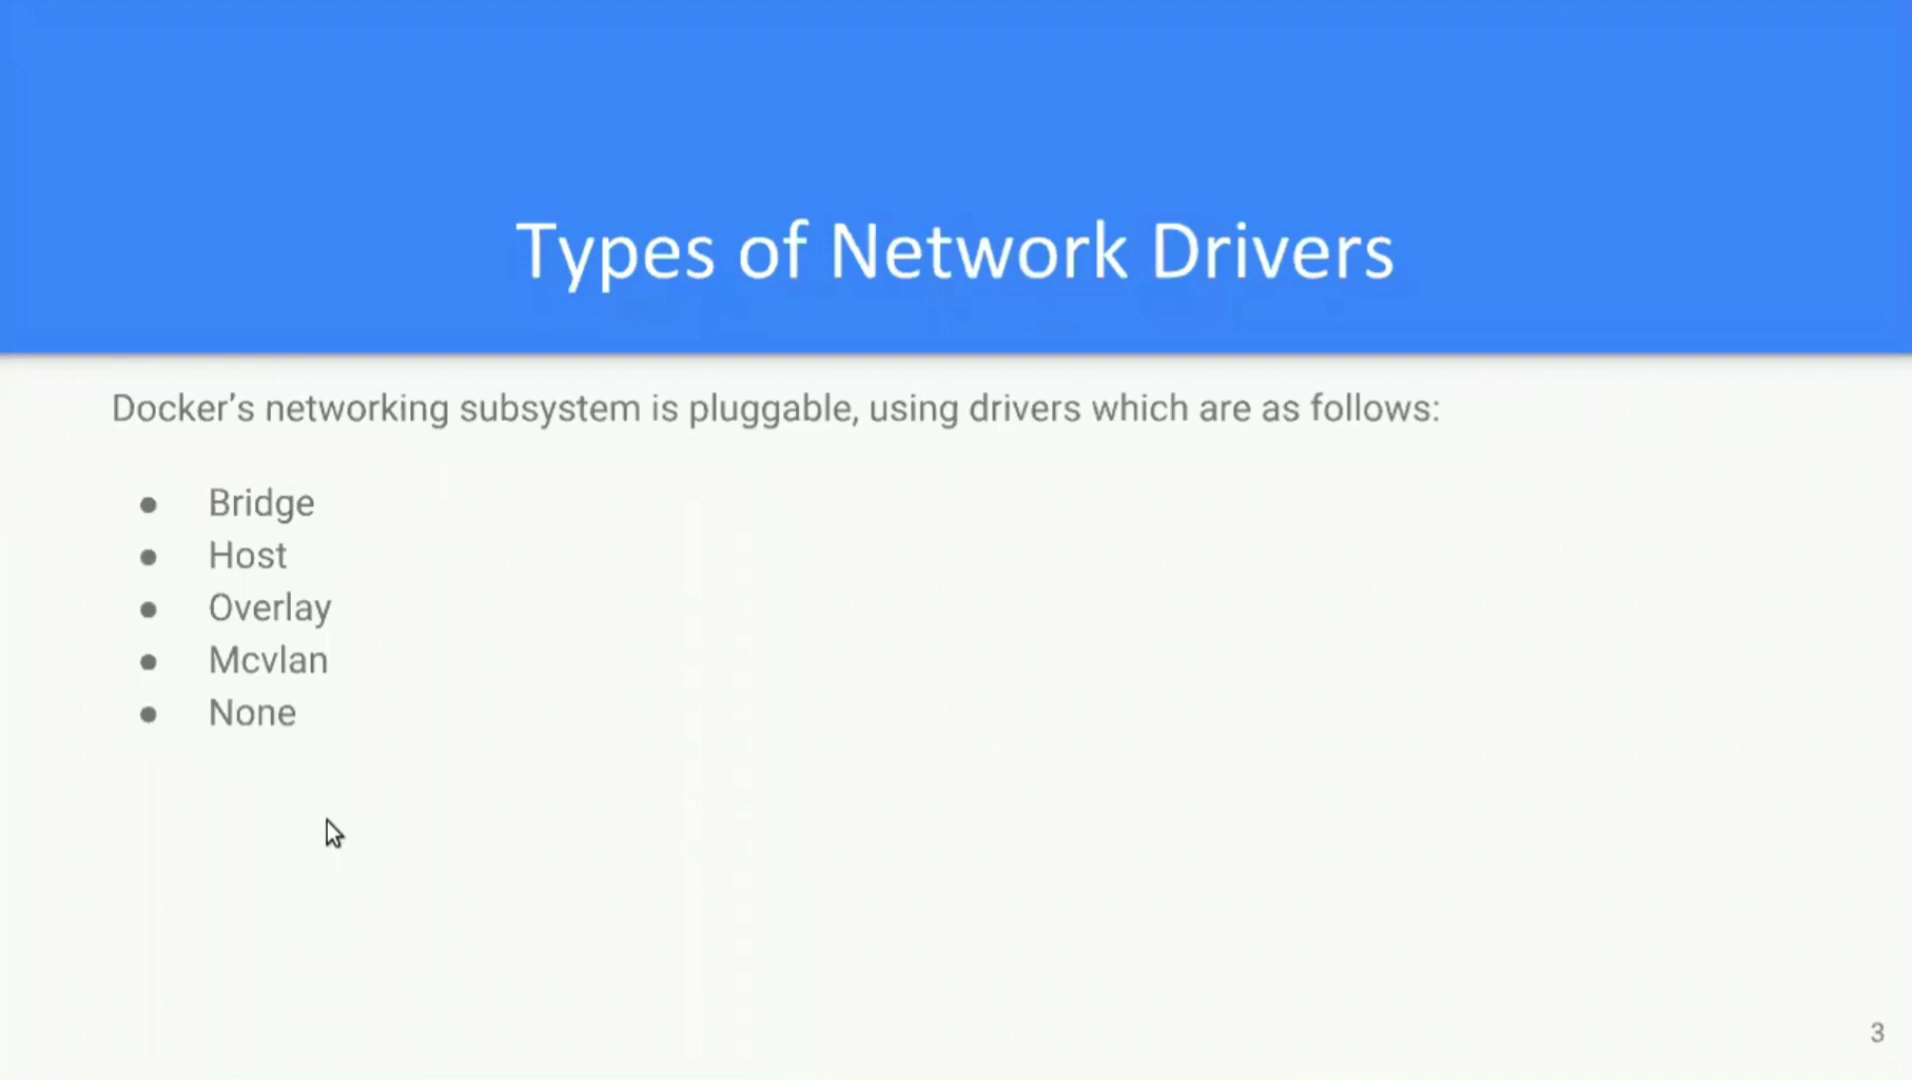 Types of Network Drivers
Docker’s networking subsystem is pluggable, using drivers which are as follows:
● Bridge
● Host
● Overlay
● Mcvlan
● None
3